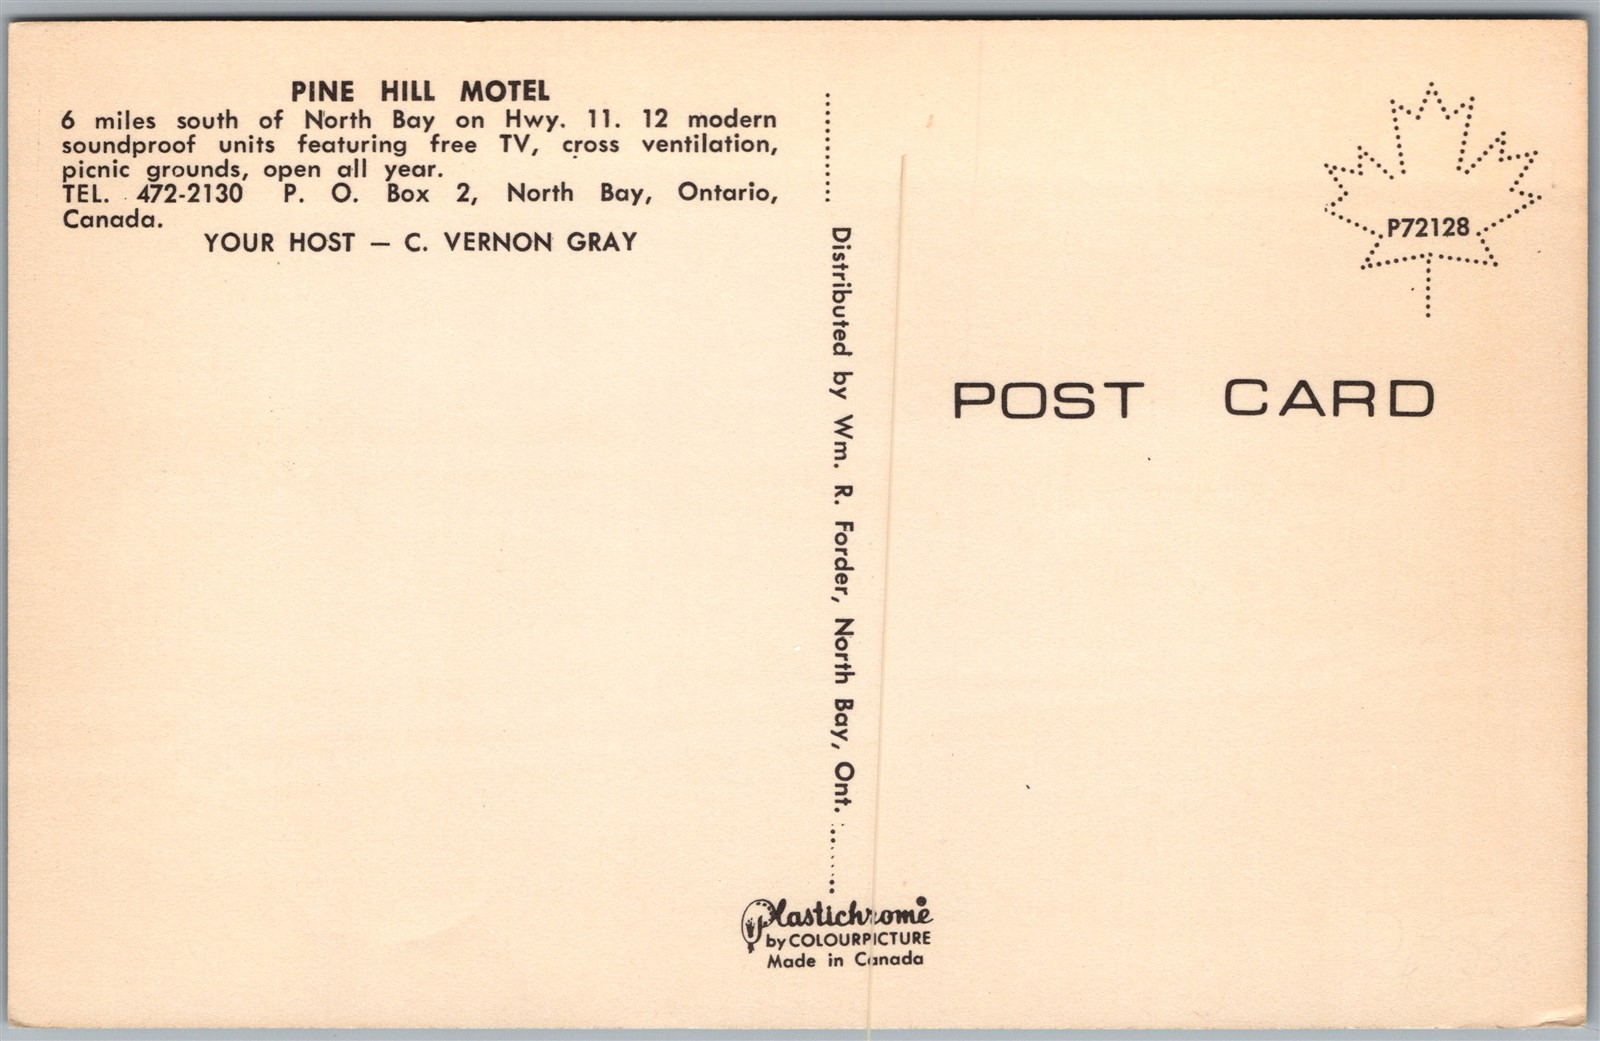 PINE HILL MOTEL
6 miles south of North Bay on Hwy. 11. 12 modern
soundproof units featuring free TV, cross ventilation,
picnic grounds, open all year.
TEL. 472-2130 P. O. Box 2, North Bay, Ontario,
Canada.
YOUR HOST — C. VERNON GRAY
Distributed by Wm. R. Forder, North Bay, Ont.
P72128
POST CARD
Plastichrome
by COLOURPICTURE
Made in Canada